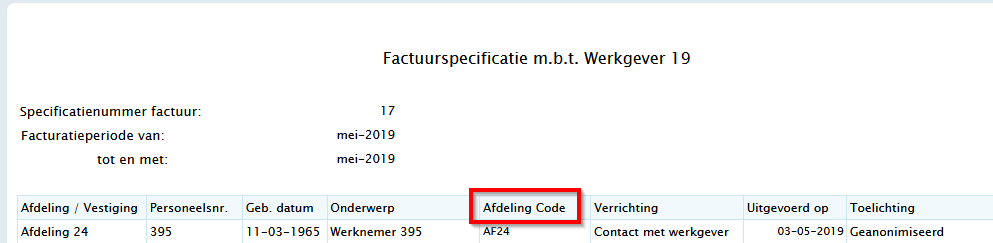 Factuurspecificatie m.b.t. Werkgever 19
Specificatienummer factuur: 17
Facturatieperiode van: mei-2019
tot en met: mei-2019
Afdeling / Vestiging Personeelsnr. Geb. datum Onderwerp Afdeling Code Verrichting Uitgevoerd op Toelichting
Afdeling 24 395 11-03-1965 Werknemer 395 AF24 Contact met werkgever 03-05-2019 Geanonimiseerd